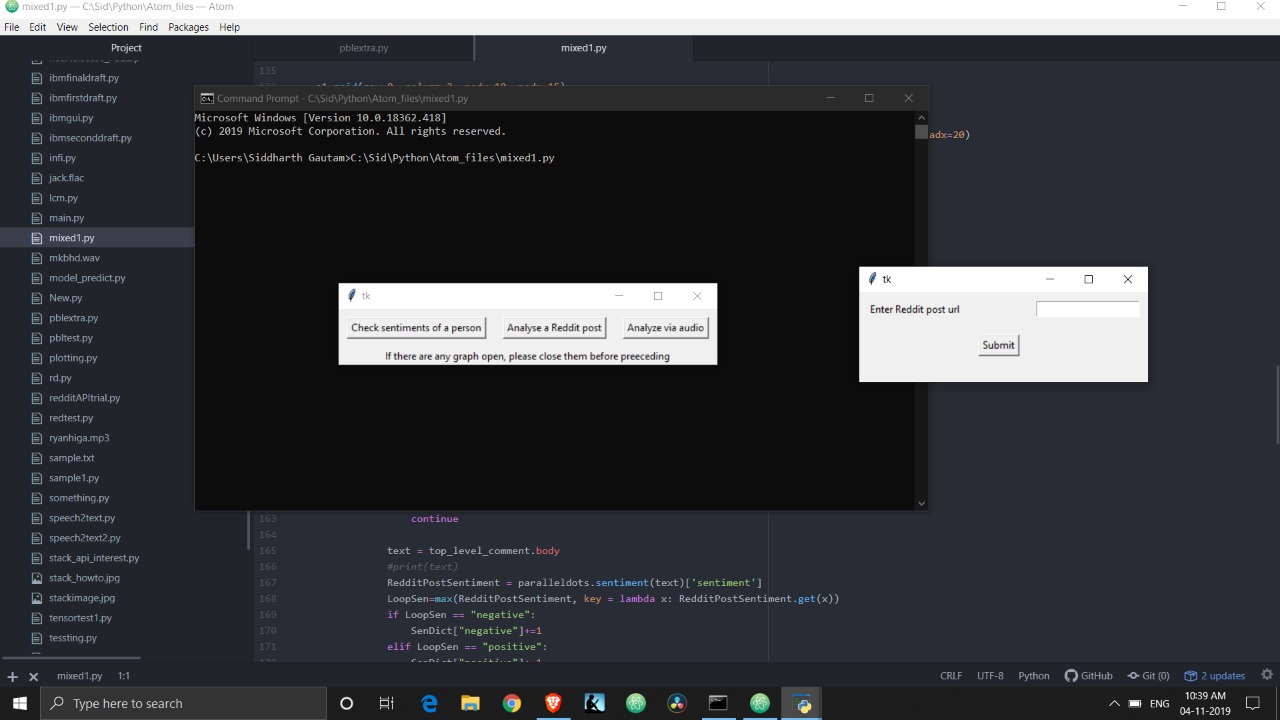 mixed1.py — C:\Sid\Python\Atom_files — Atom
File Edit View Selection Find Packages Help
Project
pblextra.py
mixed1.py
ibmfinaldraft.py
ibmfirstdraft.py
ibmgui.py
ibmseconddraft.py
infi.py
jack.flac
lcm.py
main.py
mixed1.py
mkbhd.wav
model_predict.py
New.py
pblextra.py
pbltest.py
plotting.py
rd.py
redditAPItrial.py
redtest.py
ryanhiga.mp3
sample.txt
sample1.py
something.py
speech2text.py
speech2text2.py
stack_api_interest.py
stack_howto.jpg
stackimage.jpg
tensortest1.py
tessting.py
135
adx=20)
Command Prompt - C:\Sid\Python\Atom_files\mixed1.py
Microsoft Windows [Version 10.0.18362.418]
(c) 2019 Microsoft Corporation. All rights reserved.
C:\Users\Siddharth Gautam>C:\Sid\Python\Atom_files\mixed1.py
tk
Check sentiments of a person Analyse a Reddit post Analyze via audio
If there are any graph open, please close them before preeceding
tk
Enter Reddit post url
Submit
163 continue
164
165 text = top_level_comment.body
166 #print(text)
167 RedditPostSentiment = paralleldots.sentiment(text)['sentiment']
168 LoopSen=max(RedditPostSentiment, key = lambda x: RedditPostSentiment.get(x))
169 if LoopSen == "negative":
170 SenDict["negative"]+=1
171 elif LoopSen == "positive":
mixed1.py 1:1
CRLF UTF-8 Python GitHub Git (0) 2 updates
Type here to search
ENG
10:39 AM
04-11-2019